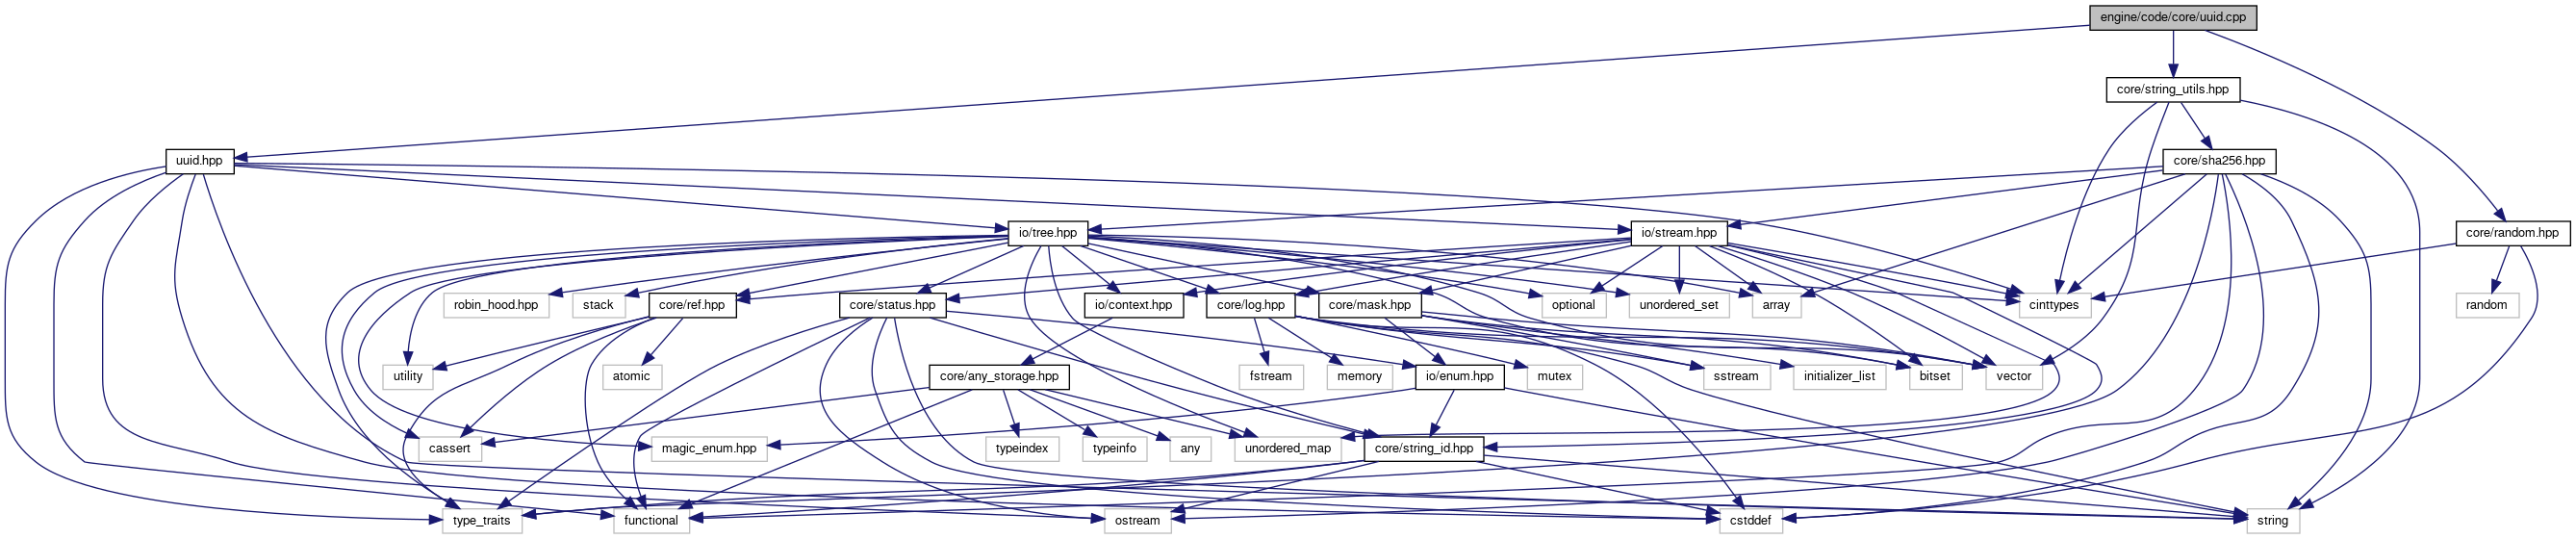 engine/code/core/uuid.cpp
core/string_utils.hpp
uuid.hpp
core/sha256.hpp
io/tree.hpp
io/stream.hpp
core/random.hpp
robin_hood.hpp
stack
core/ref.hpp
core/status.hpp
io/context.hpp
core/log.hpp
core/mask.hpp
optional
unordered_set
array
cinttypes
random
utility
atomic
core/any_storage.hpp
fstream
memory
io/enum.hpp
mutex
sstream
initializer_list
bitset
vector
cassert
magic_enum.hpp
typeindex
typeinfo
any
unordered_map
core/string_id.hpp
type_traits
functional
ostream
cstddef
string